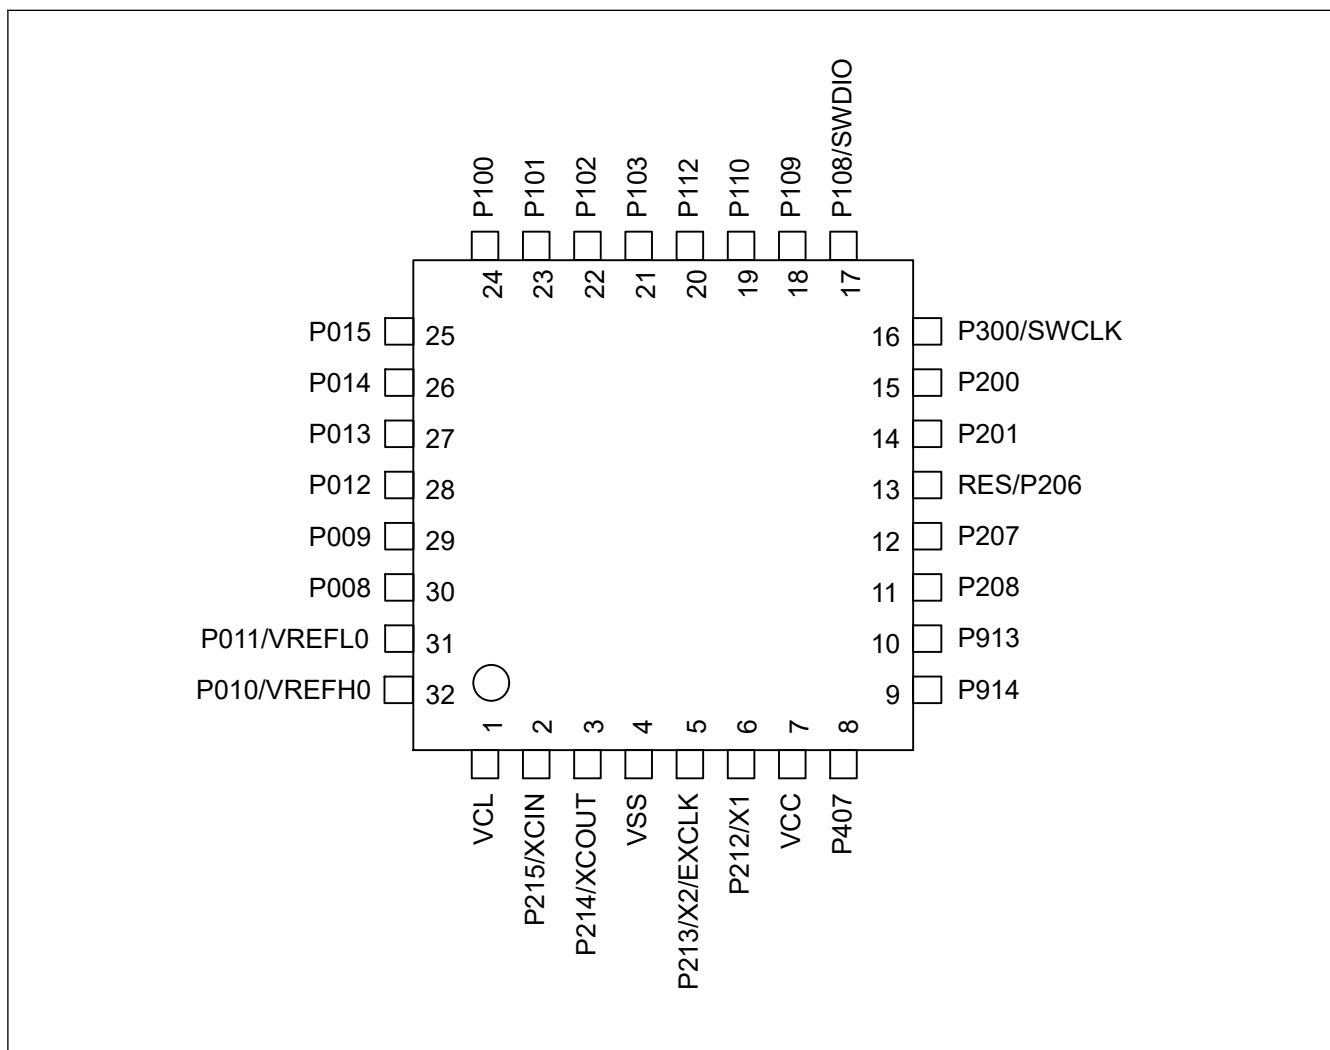 P100
P101
P102
P103
P112
P110
P109
P108/SWDIO
24
23
22
21
20
19
18
17
P015 25
P014 26
P013 27
P012 28
P009 29
P008 30
P011/VREFL0 31
P010/VREFH0 32
16 P300/SWCLK
15 P200
14 P201
13 RES/P206
12 P207
11 P208
10 P913
9 P914
1
2
3
4
5
6
7
8
VCL
P215/XCIN
P214/XCOUT
VSS
P213/X2/EXCLK
P212/X1
VCC
P407